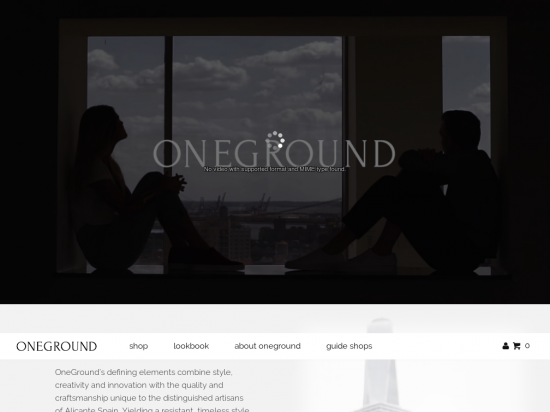 ONEGROUND
No video with supported format and MIME type found.
ONEGROUND shop lookbook about oneground guide shops 0
OneGround's defining elements combine style,
creativity and innovation with the quality and
craftsmanship unique to the distinguished artisans
of Alicante Spain. Yielding a resistant, timeless style